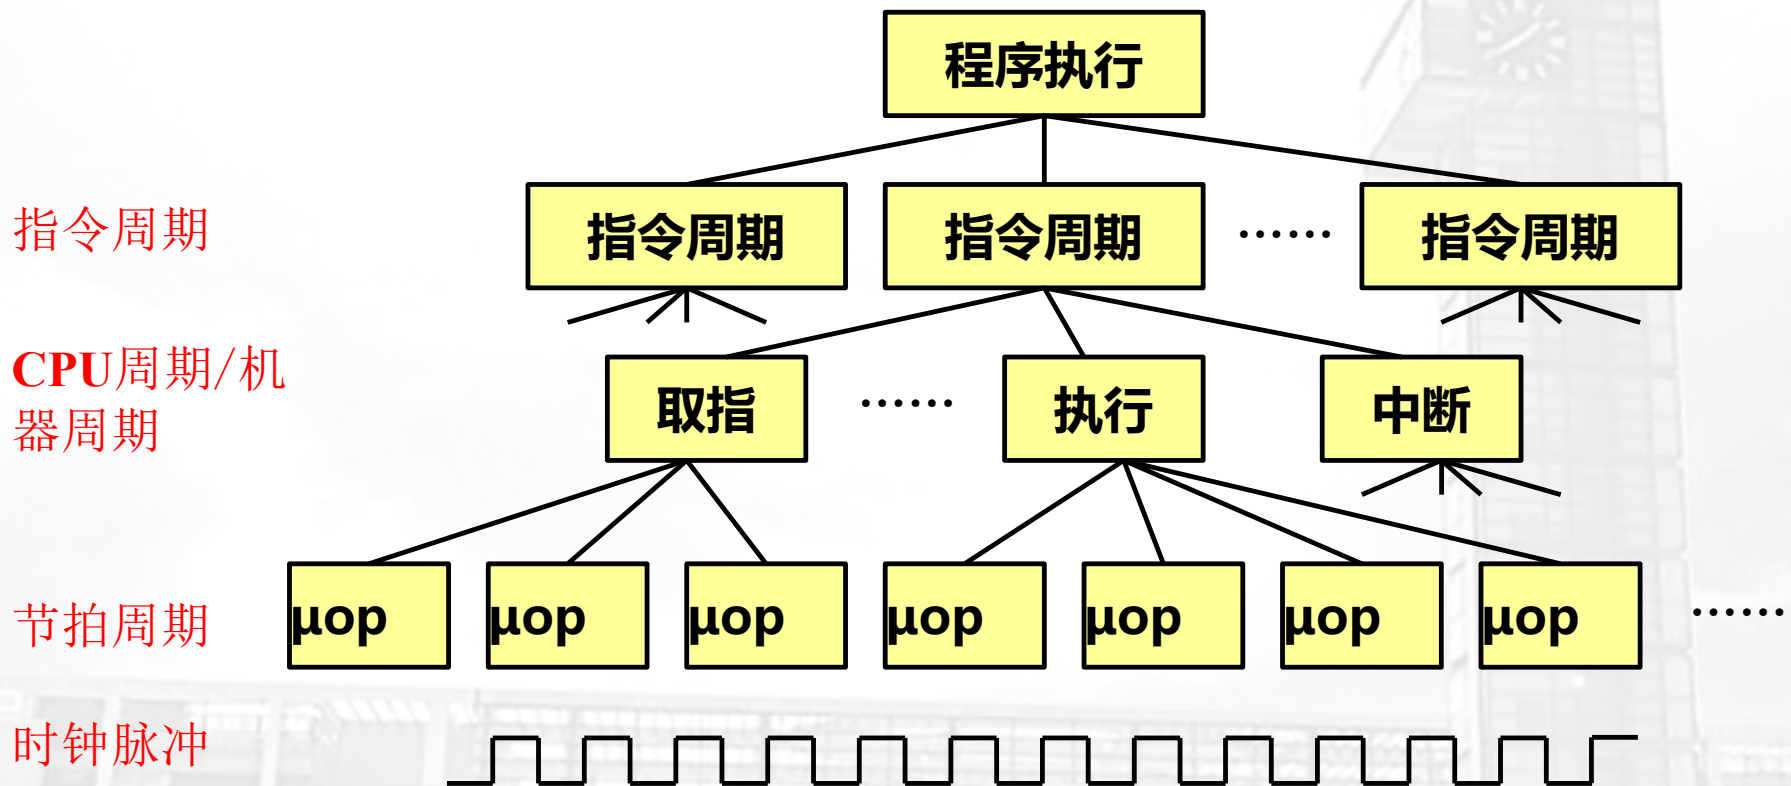 程序执行
指令周期
指令周期
指令周期
……
指令周期
CPU周期/机
器周期
取指
……
执行
中断
节拍周期
μop
μop
μop
μop
μop
μop
μop
……
时钟脉冲